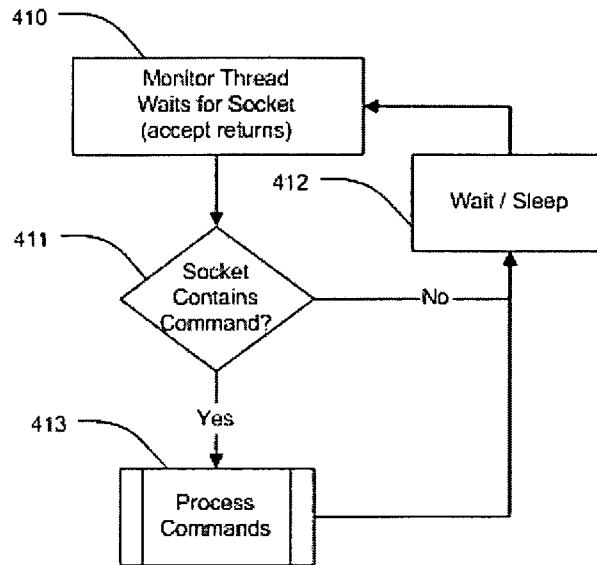 410
Monitor Thread
Waits for Socket
(accept returns)
412
Wait / Sleep
411
Socket
Contains
Command?
No
Yes
413
Process
Commands